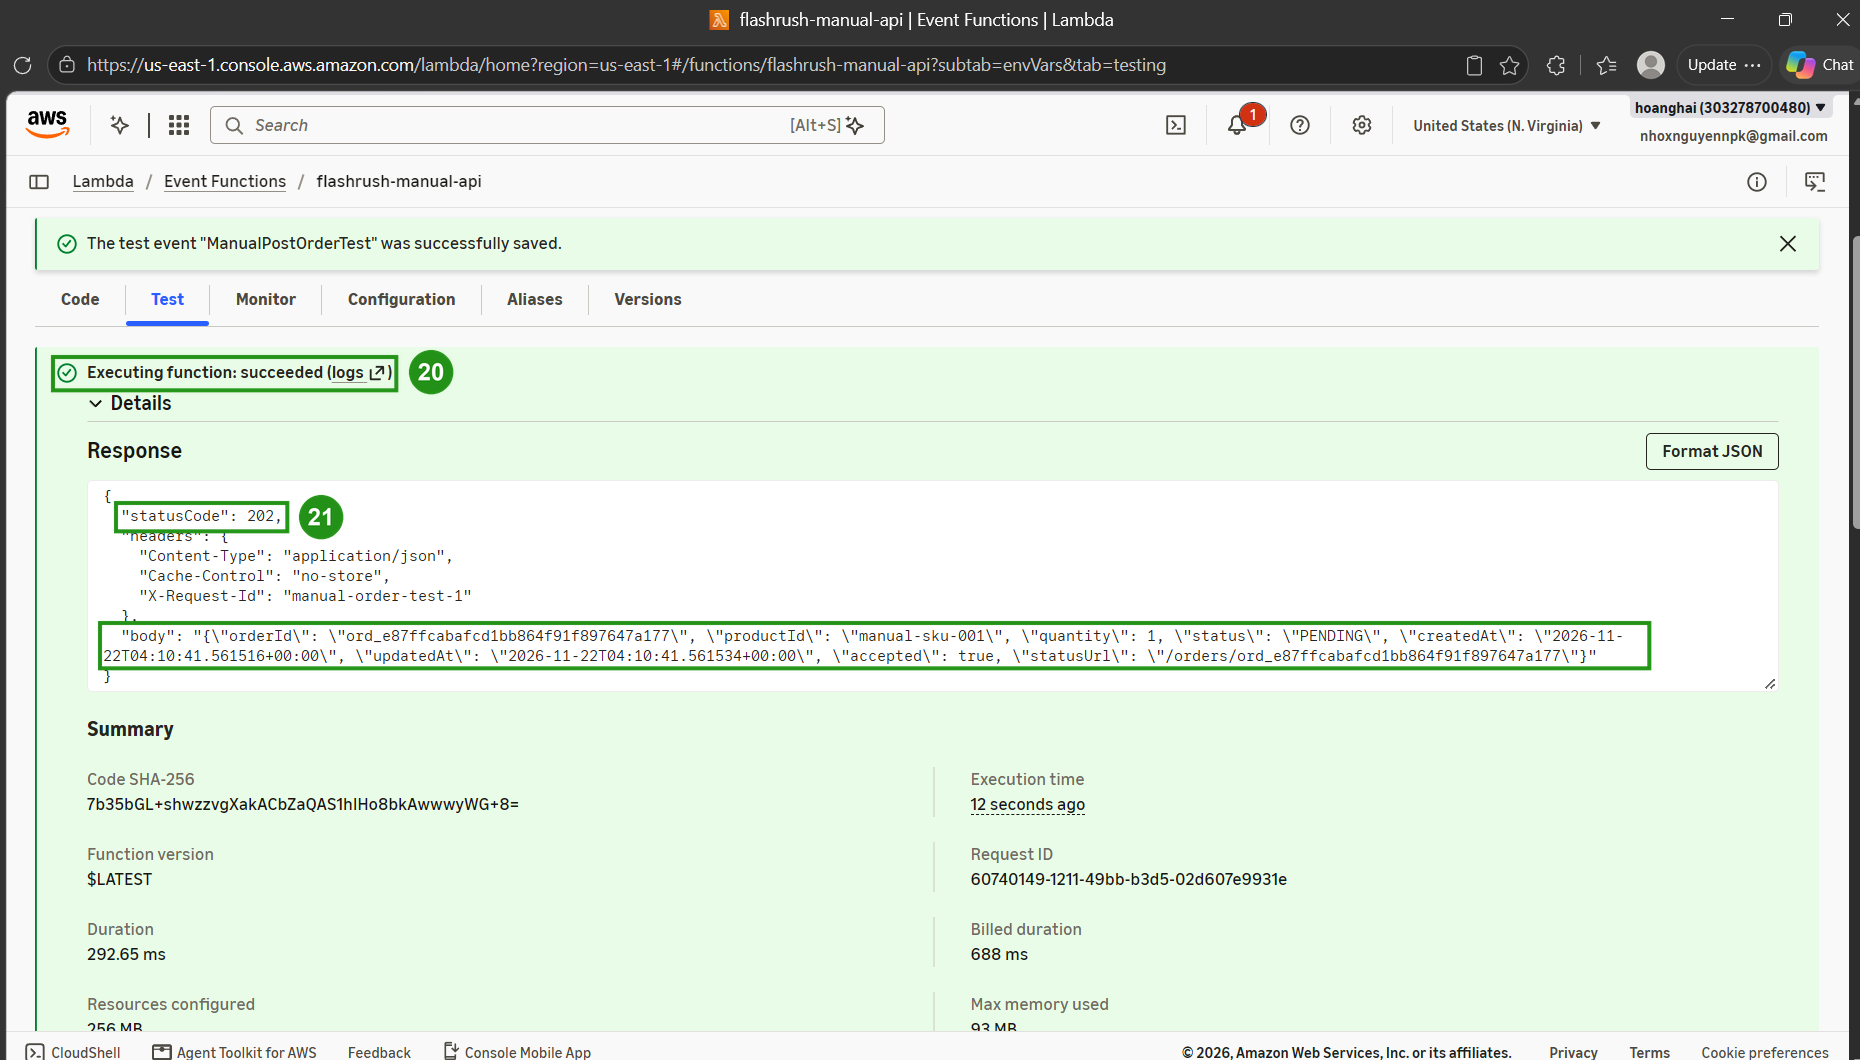 flashrush-manual-api | Event Functions | Lambda
https://us-east-1.console.aws.amazon.com/lambda/home?region=us-east-1#/functions/flashrush-manual-api?subtab=envVars&tab=testing
Update
Chat
aws
Search
[Alt+S]
1
United States (N. Virginia)
hoanghai (303278700480)
nhoxnguyennpk@gmail.com
Lambda / Event Functions / flashrush-manual-api
The test event "ManualPostOrderTest" was successfully saved.
Code Test Monitor Configuration Aliases Versions
Executing function: succeeded (logs)
20
Details
Response
Format JSON
{
"statusCode": 202,
21
"headers": {
"Content-Type": "application/json",
"Cache-Control": "no-store",
"X-Request-Id": "manual-order-test-1"
},
"body": "{\"orderId\": \"ord_e87ffcabafcd1bb864f91f897647a177\", \"productId\": \"manual-sku-001\", \"quantity\": 1, \"status\": \"PENDING\", \"createdAt\": \"2026-11-
22T04:10:41.561516+00:00\", \"updatedAt\": \"2026-11-22T04:10:41.561534+00:00\", \"accepted\": true, \"statusUrl\": \"/orders/ord_e87ffcabafcd1bb864f91f897647a177\"}"
}
Summary
Code SHA-256
7b35bGL+shwzzvgXakACbZaQAS1hlHo8bkAwwwyWG+8=
Execution time
12 seconds ago
Function version
$LATEST
Request ID
60740149-1211-49bb-b3d5-02d607e9931e
Duration
292.65 ms
Billed duration
688 ms
Resources configured
256 MB
Max memory used
93 MB
CloudShell Agent Toolkit for AWS Feedback Console Mobile App
© 2026, Amazon Web Services, Inc. or its affiliates. Privacy Terms Cookie preferences